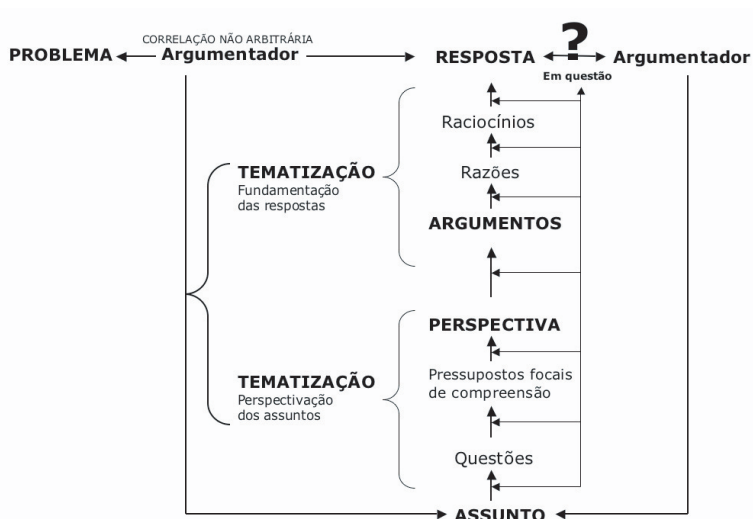 CORRELAÇÃO NÃO ARBITRÁRIA
PROBLEMA Argumentador RESPOSTA ? Argumentador
Em questão
Raciocínios
TEMATIZAÇÃO
Fundamentação
das respostas
Razões
ARGUMENTOS
PERSPECTIVA
TEMATIZAÇÃO
Perspectivação
dos assuntos
Pressupostos focais
de compreensão
Questões
ASSUNTO